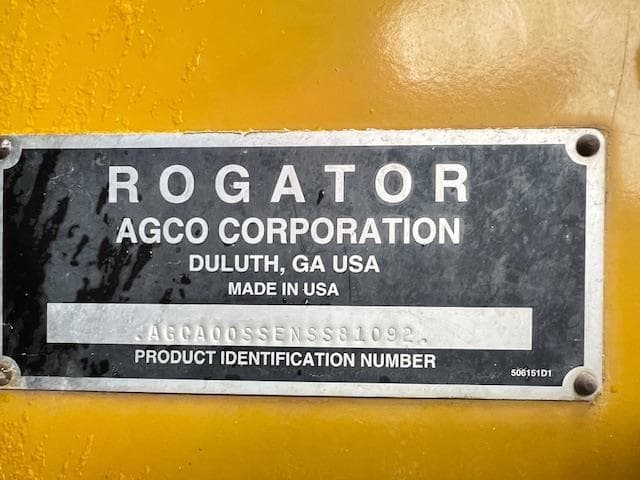 ROGATOR
AGCO CORPORATION
DULUTH, GA USA
MADE IN USA
.AGCA00SSENSS81092.
PRODUCT IDENTIFICATION NUMBER
506151D1